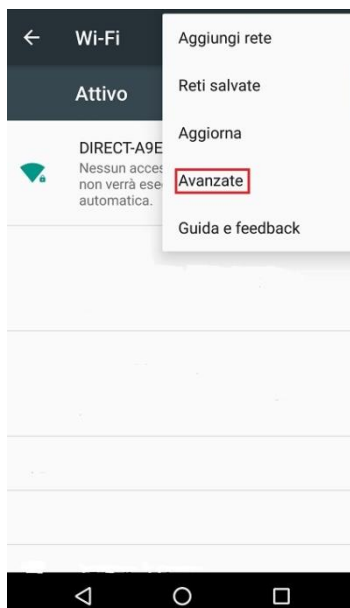 Wi-Fi
Attivo
DIRECT-A9E
Nessun acces
non verrà ese
automatica.
Aggiungi rete
Reti salvate
Aggiorna
Avanzate
Guida e feedback